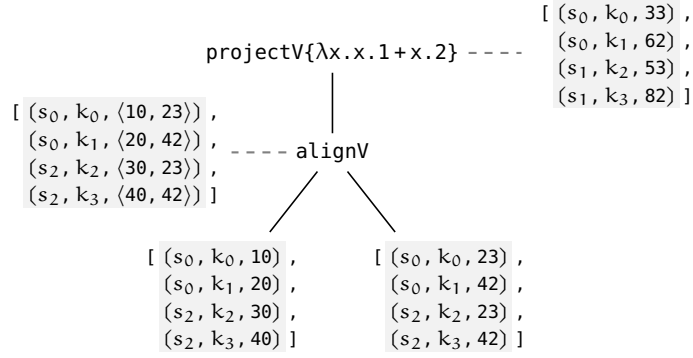 [ (s₀, k₀, 33) ,
(s₀, k₁, 62) ,
(s₁, k₂, 53) ,
(s₁, k₃, 82) ]
projectV{λx.x.1+x.2}
[ (s₀, k₀, ⟨10, 23⟩) ,
(s₀, k₁, ⟨20, 42⟩) ,
(s₂, k₂, ⟨30, 23⟩) ,
(s₂, k₃, ⟨40, 42⟩) ]
alignV
[ (s₀, k₀, 10) ,
(s₀, k₁, 20) ,
(s₂, k₂, 30) ,
(s₂, k₃, 40) ]
[ (s₀, k₀, 23) ,
(s₀, k₁, 42) ,
(s₂, k₂, 23) ,
(s₂, k₃, 42) ]